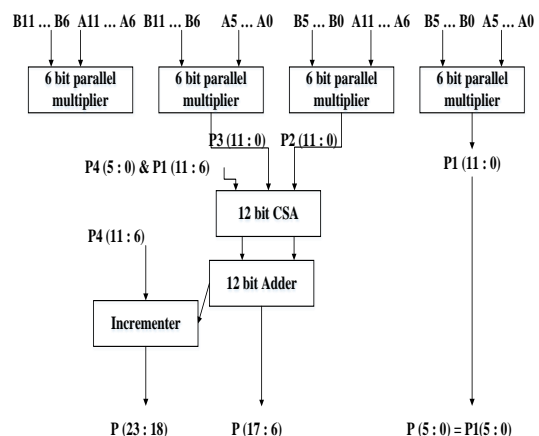 B11 ... B6 A11 ... A6 B11 ... B6 A5 ... A0 B5 ... B0 A11 ... A6 B5 ... B0 A5 ... A0
6 bit parallel multiplier
6 bit parallel multiplier
6 bit parallel multiplier
6 bit parallel multiplier
P3 (11 : 0) P2 (11 : 0)
P4 (5 : 0) & P1 (11 : 6)
P1 (11 : 0)
12 bit CSA
P4 (11 : 6)
12 bit Adder
Incrementer
P (23 : 18) P (17 : 6) P (5 : 0) = P1(5 : 0)